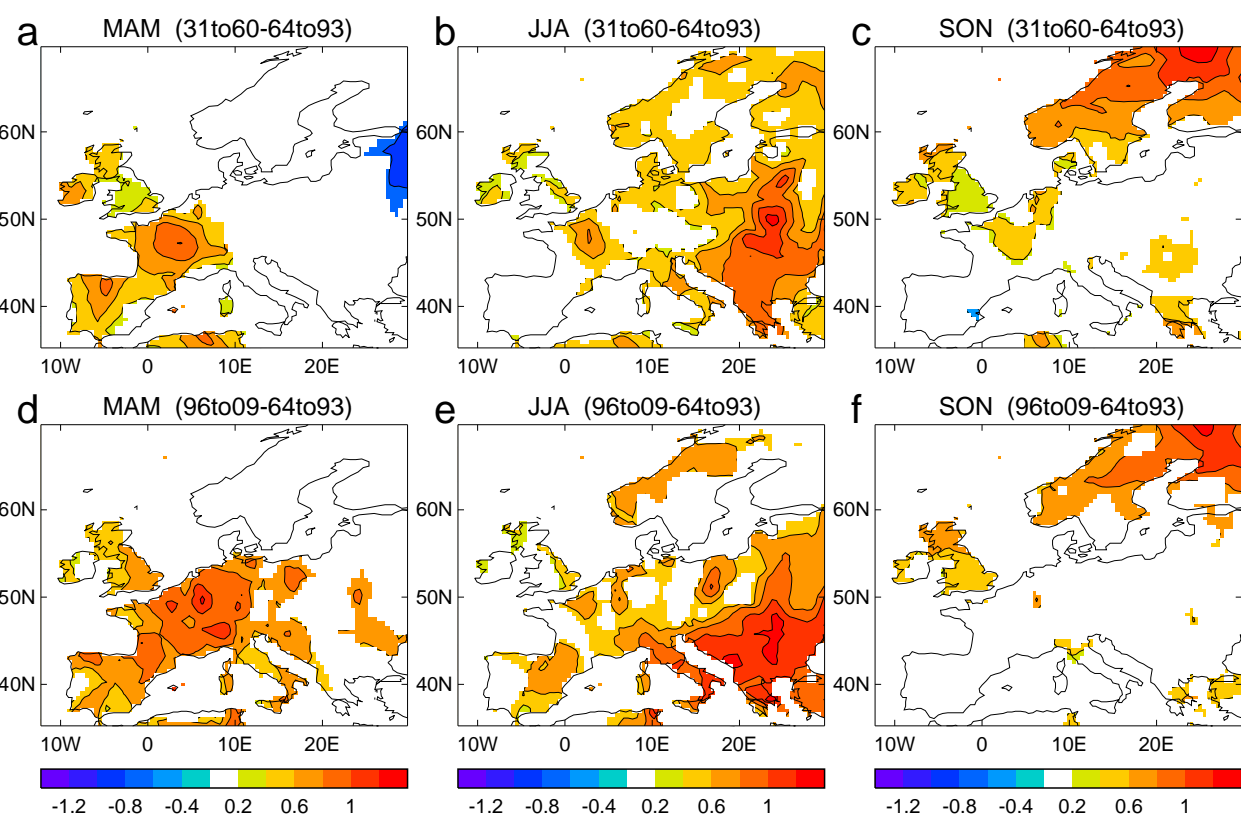 a MAM (31to60-64to93) b JJA (31to60-64to93) c SON (31to60-64to93)
60N 60N 60N
50N 50N 50N
40N 40N 40N
10W 0 10E 20E 10W 0 10E 20E 10W 0 10E 20E
d MAM (96to09-64to93) e JJA (96to09-64to93) f SON (96to09-64to93)
60N 60N 60N
50N 50N 50N
40N 40N 40N
10W 0 10E 20E 10W 0 10E 20E 10W 0 10E 20E
-1.2 -0.8 -0.4 0.2 0.6 1 -1.2 -0.8 -0.4 0.2 0.6 1 -1.2 -0.8 -0.4 0.2 0.6 1